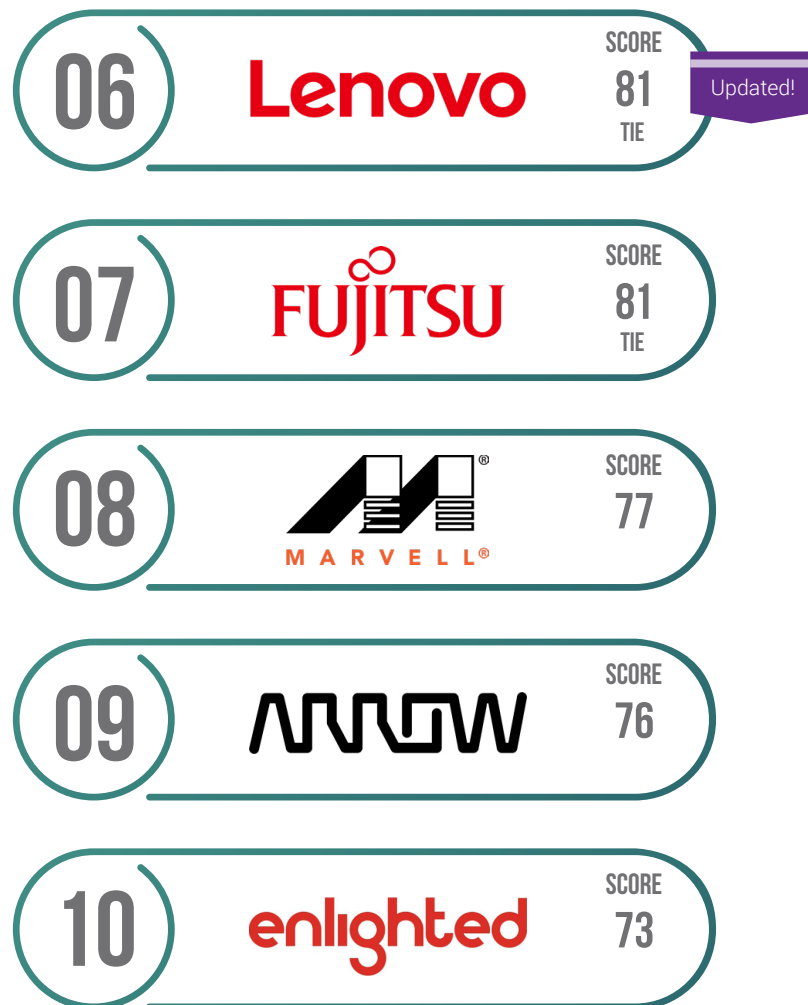 06
Lenovo
SCORE
81
TIE
Updated!
07
FUJITSU
SCORE
81
TIE
08
®
MARVELL®
SCORE
77
09
ARROW
SCORE
76
10
enlighted
SCORE
73